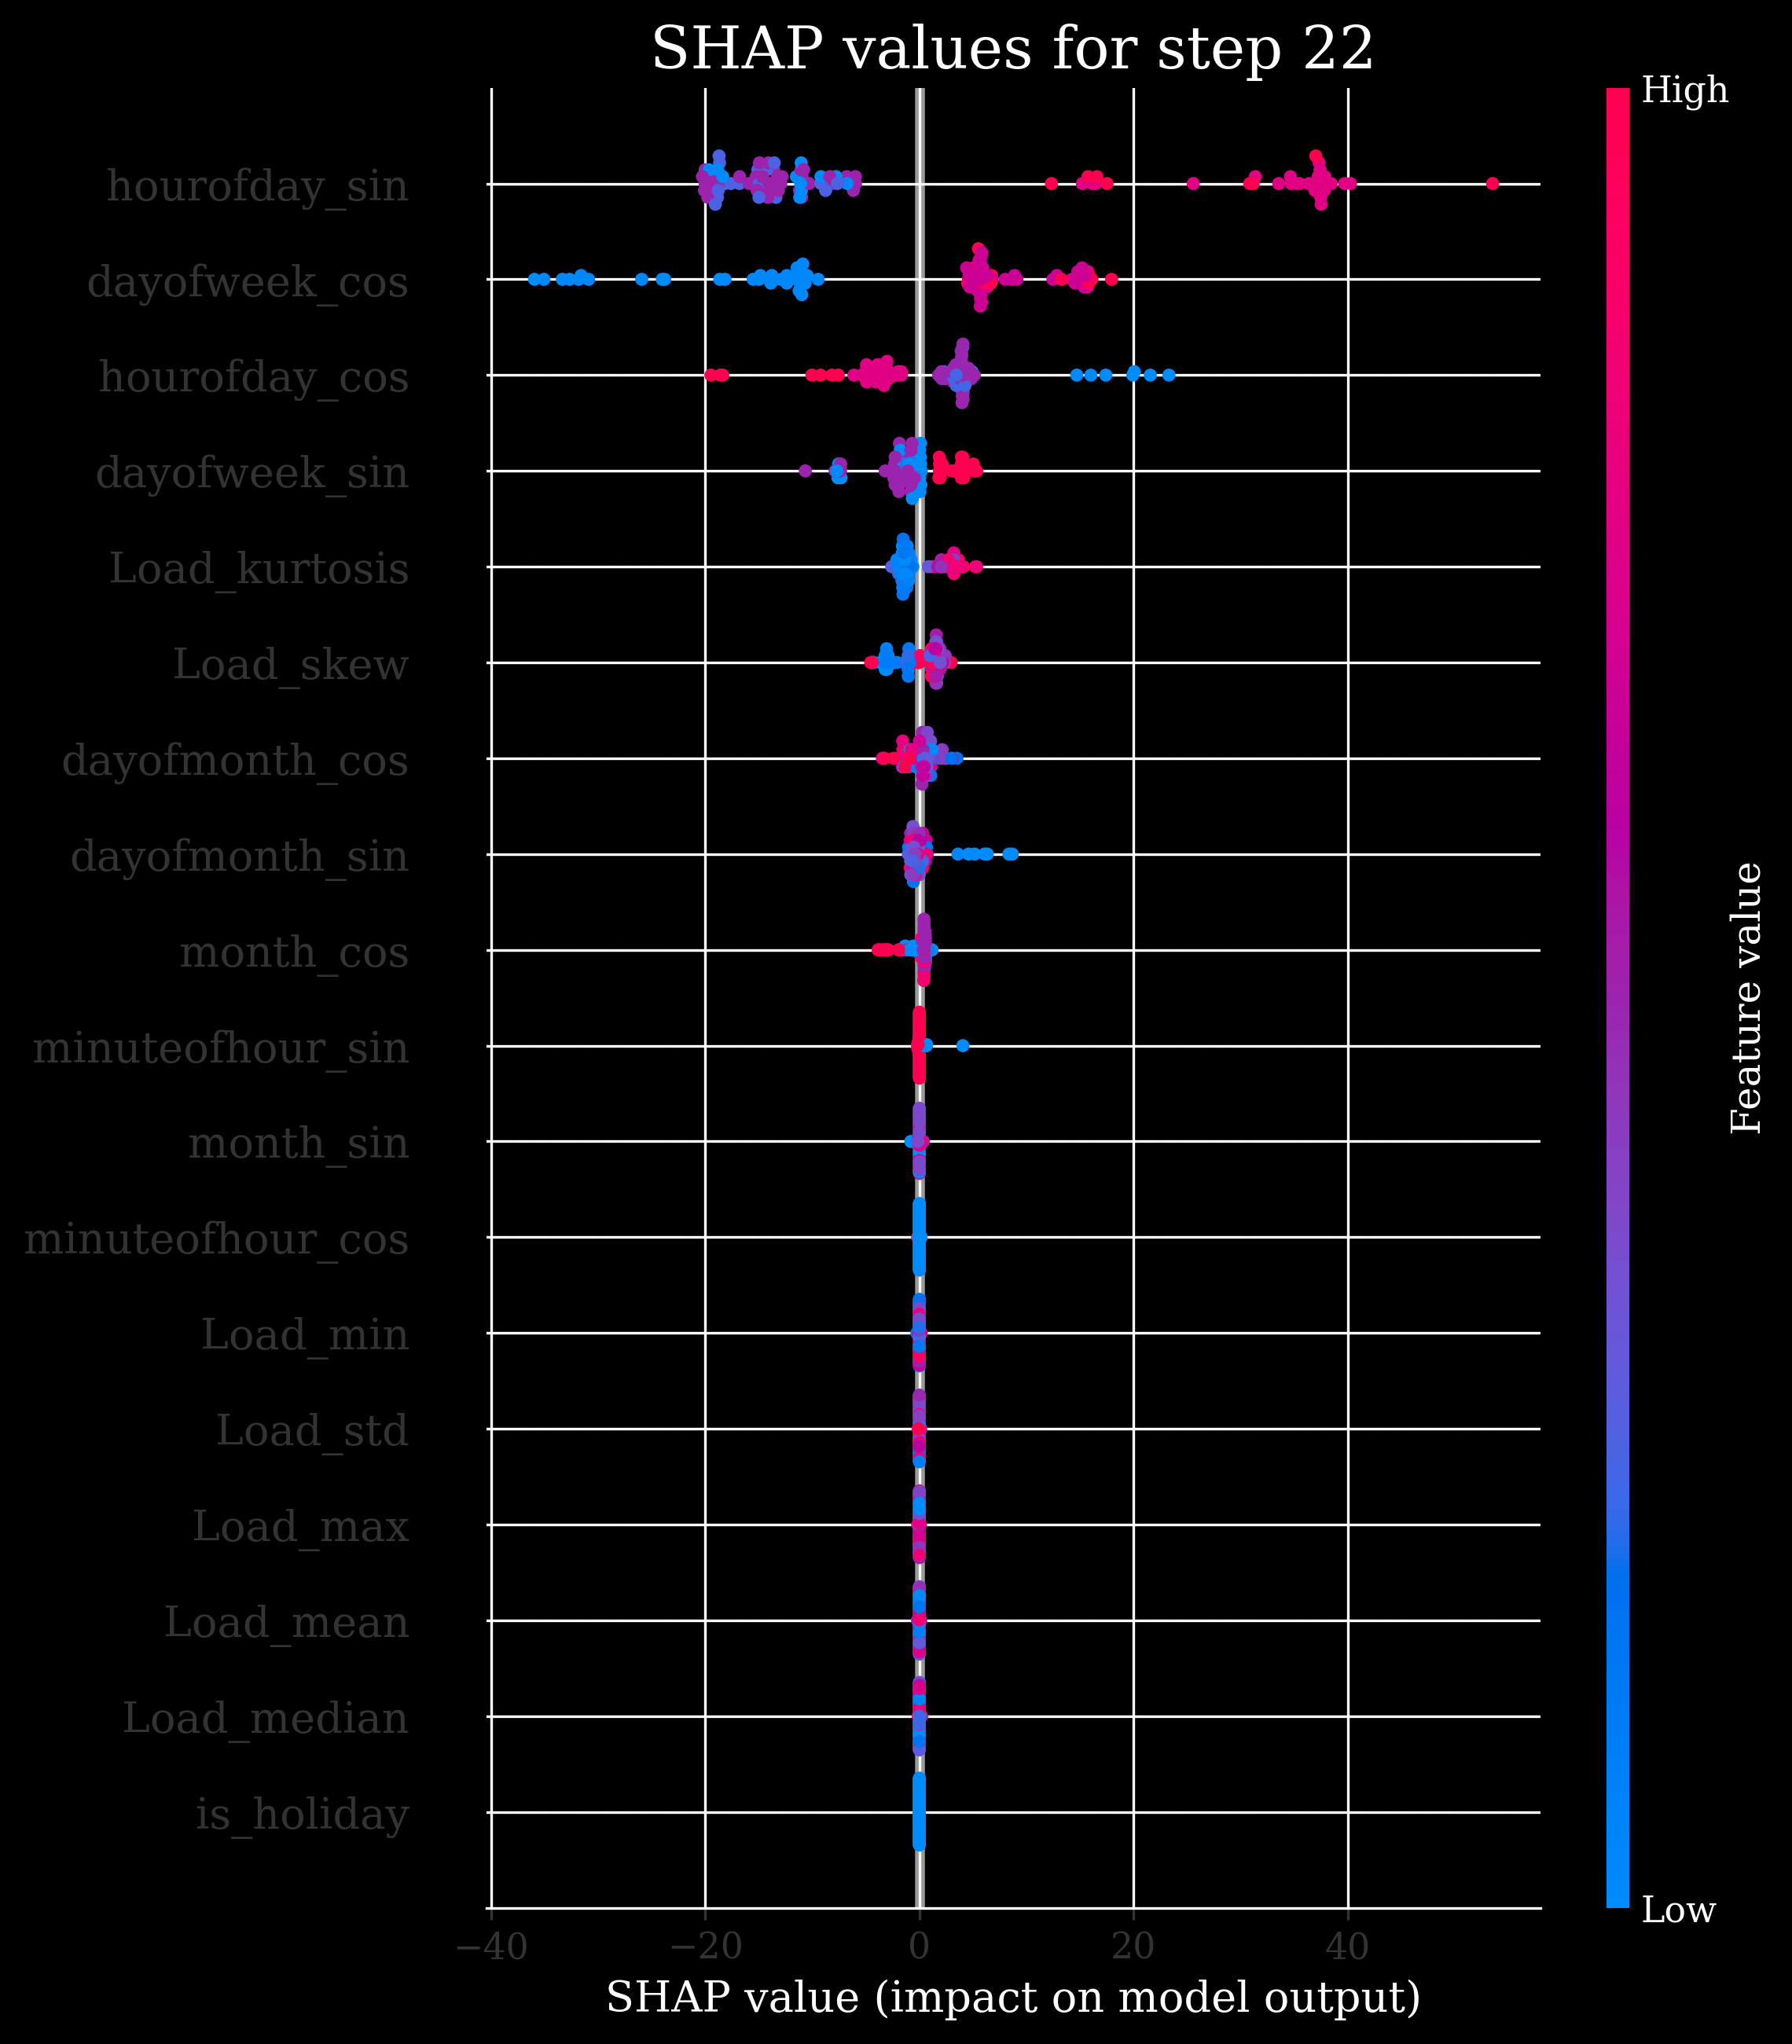 SHAP values for step 22
High
hourofday_sin
dayofweek_cos
hourofday_cos
dayofweek_sin
Load_kurtosis
Load_skew
dayofmonth_cos
dayofmonth_sin
month_cos
minuteofhour_sin
month_sin
minuteofhour_cos
Load_min
Load_std
Load_max
Load_mean
Load_median
is_holiday
Feature value
Low
−40 −20 0 20 40
SHAP value (impact on model output)